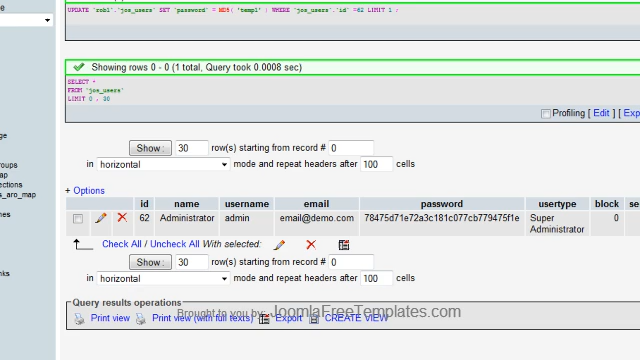 e
UPDATE `rob1`.`jos_users` SET `password` = MD5( 'temp1' ) WHERE `jos_users`.`id` =62 LIMIT 1 ;
Showing rows 0 - 0 (1 total, Query took 0.0008 sec)
SELECT *
FROM `jos_users`
LIMIT 0 , 30
Profiling [ Edit ] [ Exp
ge
Show : 30 row(s) starting from record # 0
in horizontal mode and repeat headers after 100 cells
roups
ap
ections
s_aro_map
+ Options
id name username email password usertype block se
nes
62 Administrator admin email@demo.com 78475d71e72a3c181c077cb779475f1e Super Administrator 0
Check All / Uncheck All With selected:
Show : 30 row(s) starting from record # 0
nks
in horizontal mode and repeat headers after 100 cells
Query results operations
Print view Print view (with full texts) Export CREATE VIEW
Brought to you by: JoomlaFreeTemplates.com